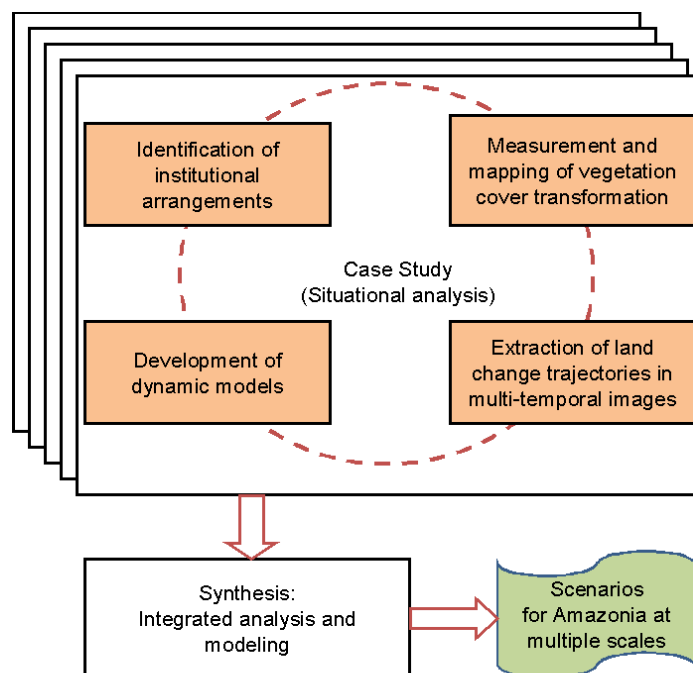 Identification of
institutional
arrangements
Measurement and
mapping of vegetation
cover transformation
Case Study
(Situational analysis)
Development of
dynamic models
Extraction of land
change trajectories in
multi-temporal images
Synthesis:
Integrated analysis and
modeling
Scenarios
for Amazonia at
multiple scales